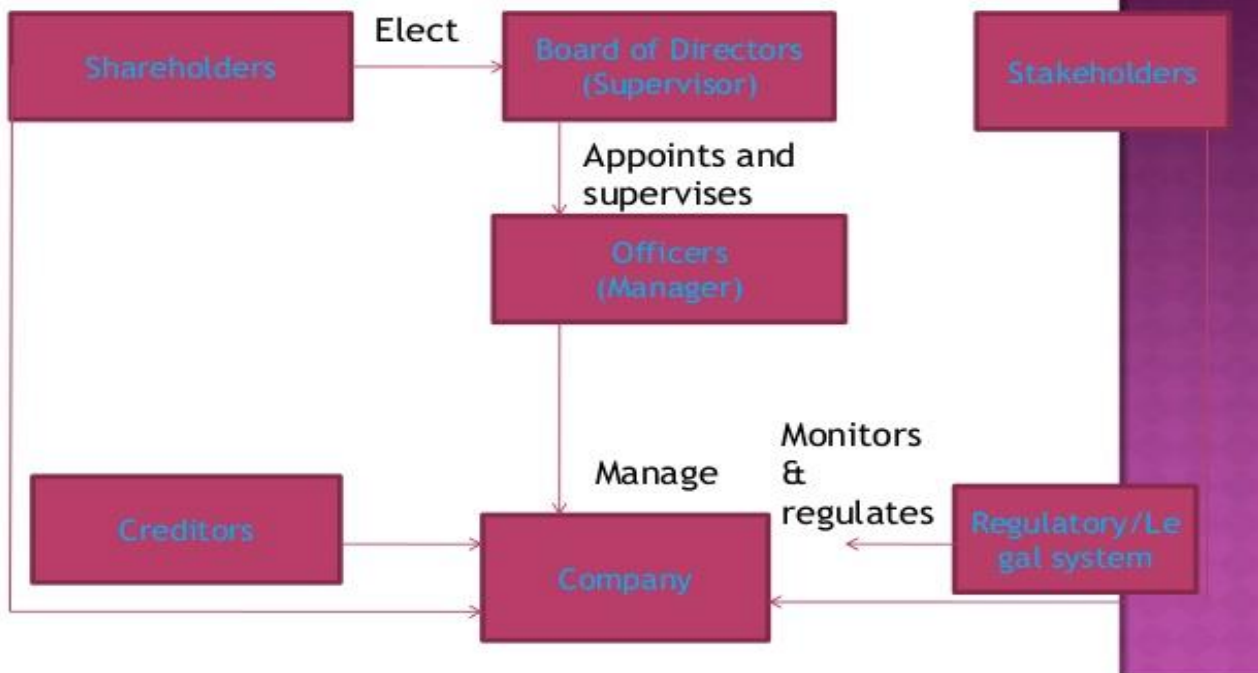 Shareholders
Elect
Board of Directors
(Supervisor)
Stakeholders
Appoints and
supervises
Officers
(Manager)
Manage
Monitors
&
regulates
Creditors
Company
Regulatory/Le
gal system